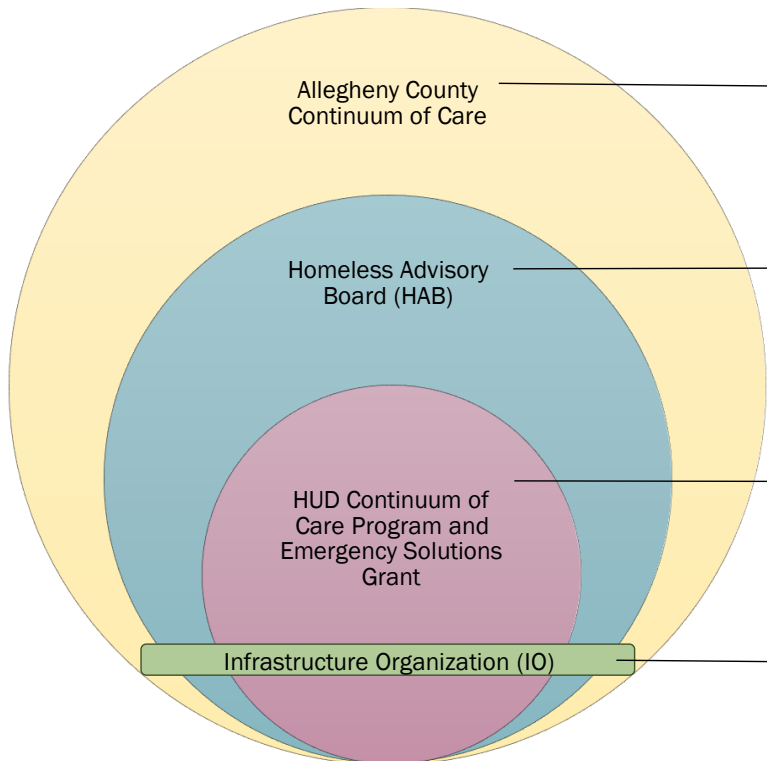 Allegheny County
Continuum of Care
Homeless Advisory
Board (HAB)
HUD Continuum of
Care Program and
Emergency Solutions
Grant
Infrastructure Organization (IO)